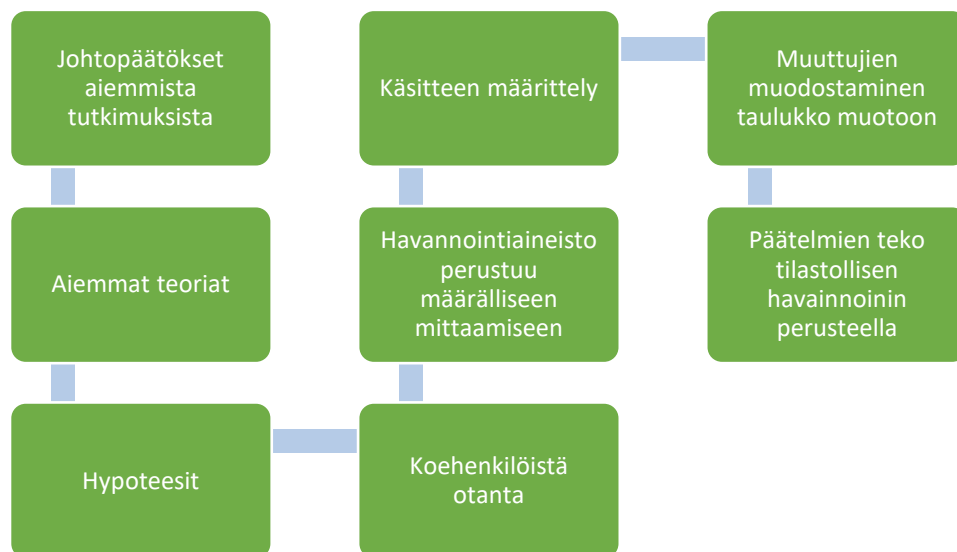 Johtopäätökset
aiemmista
tutkimuksista
Aiemmat teoriat
Hypoteesit
Koehenkilöistä
otanta
Havannointiaineisto
perustuu
määrälliseen
mittaamiseen
Käsitteen määrittely
Muuttujien
muodostaminen
taulukko muotoon
Päätelmien teko
tilastollisen
havainnoinin
perusteella